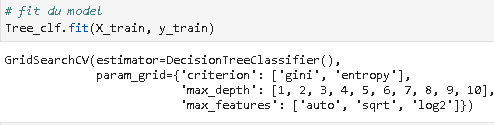 # fit du model
Tree_clf.fit(X_train, y_train)
GridSearchCV(estimator=DecisionTreeClassifier(),
param_grid={'criterion': ['gini', 'entropy'],
'max_depth': [1, 2, 3, 4, 5, 6, 7, 8, 9, 10],
'max_features': ['auto', 'sqrt', 'log2']})